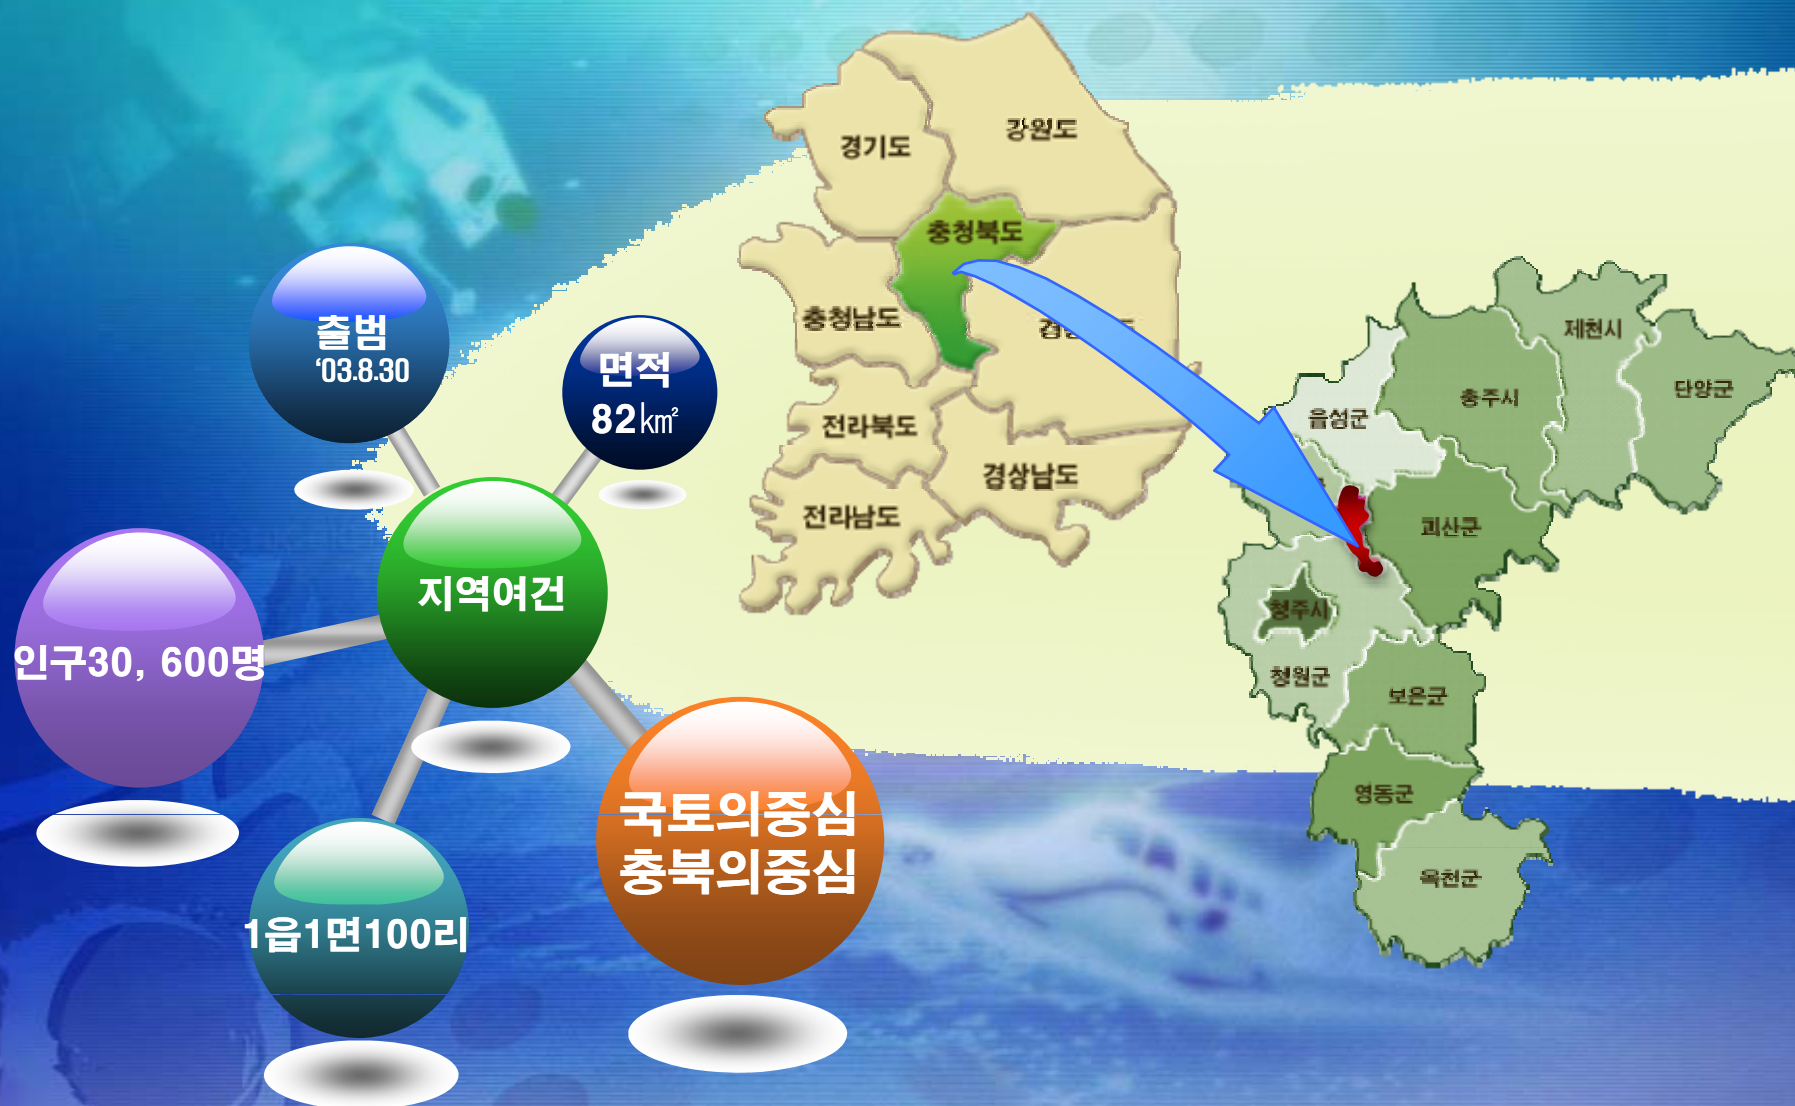 출범
‘03.8.30
면적
82㎢
지역여건
인구30, 600명
1읍1면100리
국토의중심
충북의중심
경기도
강원도
충청북도
충청남도
전라북도
경상남도
전라남도
제천시
단양군
충주시
음성군
괴산군
청주시
청원군
보은군
영동군
옥천군